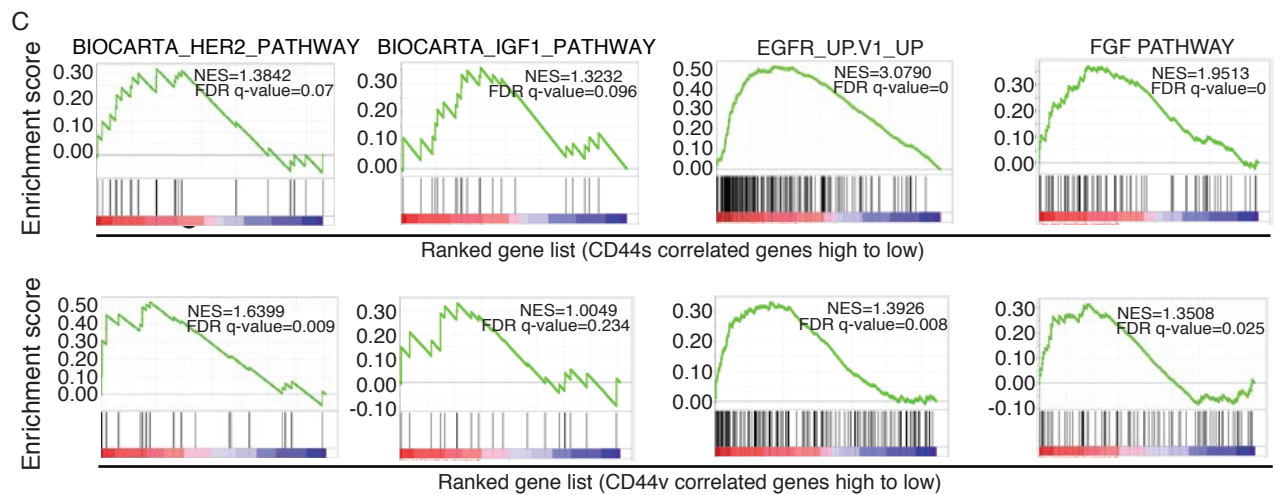 C
BIOCARTA_HER2_PATHWAY
BIOCARTA_IGF1_PATHWAY
EGFR_UP.V1_UP
FGF PATHWAY
Enrichment score
0.30
0.20
0.10
0.00
NES=1.3842
FDR q-value=0.07
0.30
0.20
0.10
0.00
NES=1.3232
FDR q-value=0.096
0.50
0.40
0.30
0.20
0.10
0.00
NES=3.0790
FDR q-value=0
0.30
0.20
0.10
0.00
NES=1.9513
FDR q-value=0
Ranked gene list (CD44s correlated genes high to low)
Enrichment score
0.50
0.40
0.30
0.20
0.10
0.00
NES=1.6399
FDR q-value=0.009
0.30
0.20
0.10
0.00
-0.10
NES=1.0049
FDR q-value=0.234
0.30
0.20
0.10
0.00
NES=1.3926
FDR q-value=0.008
0.30
0.20
0.10
0.00
-0.10
NES=1.3508
FDR q-value=0.025
Ranked gene list (CD44v correlated genes high to low)